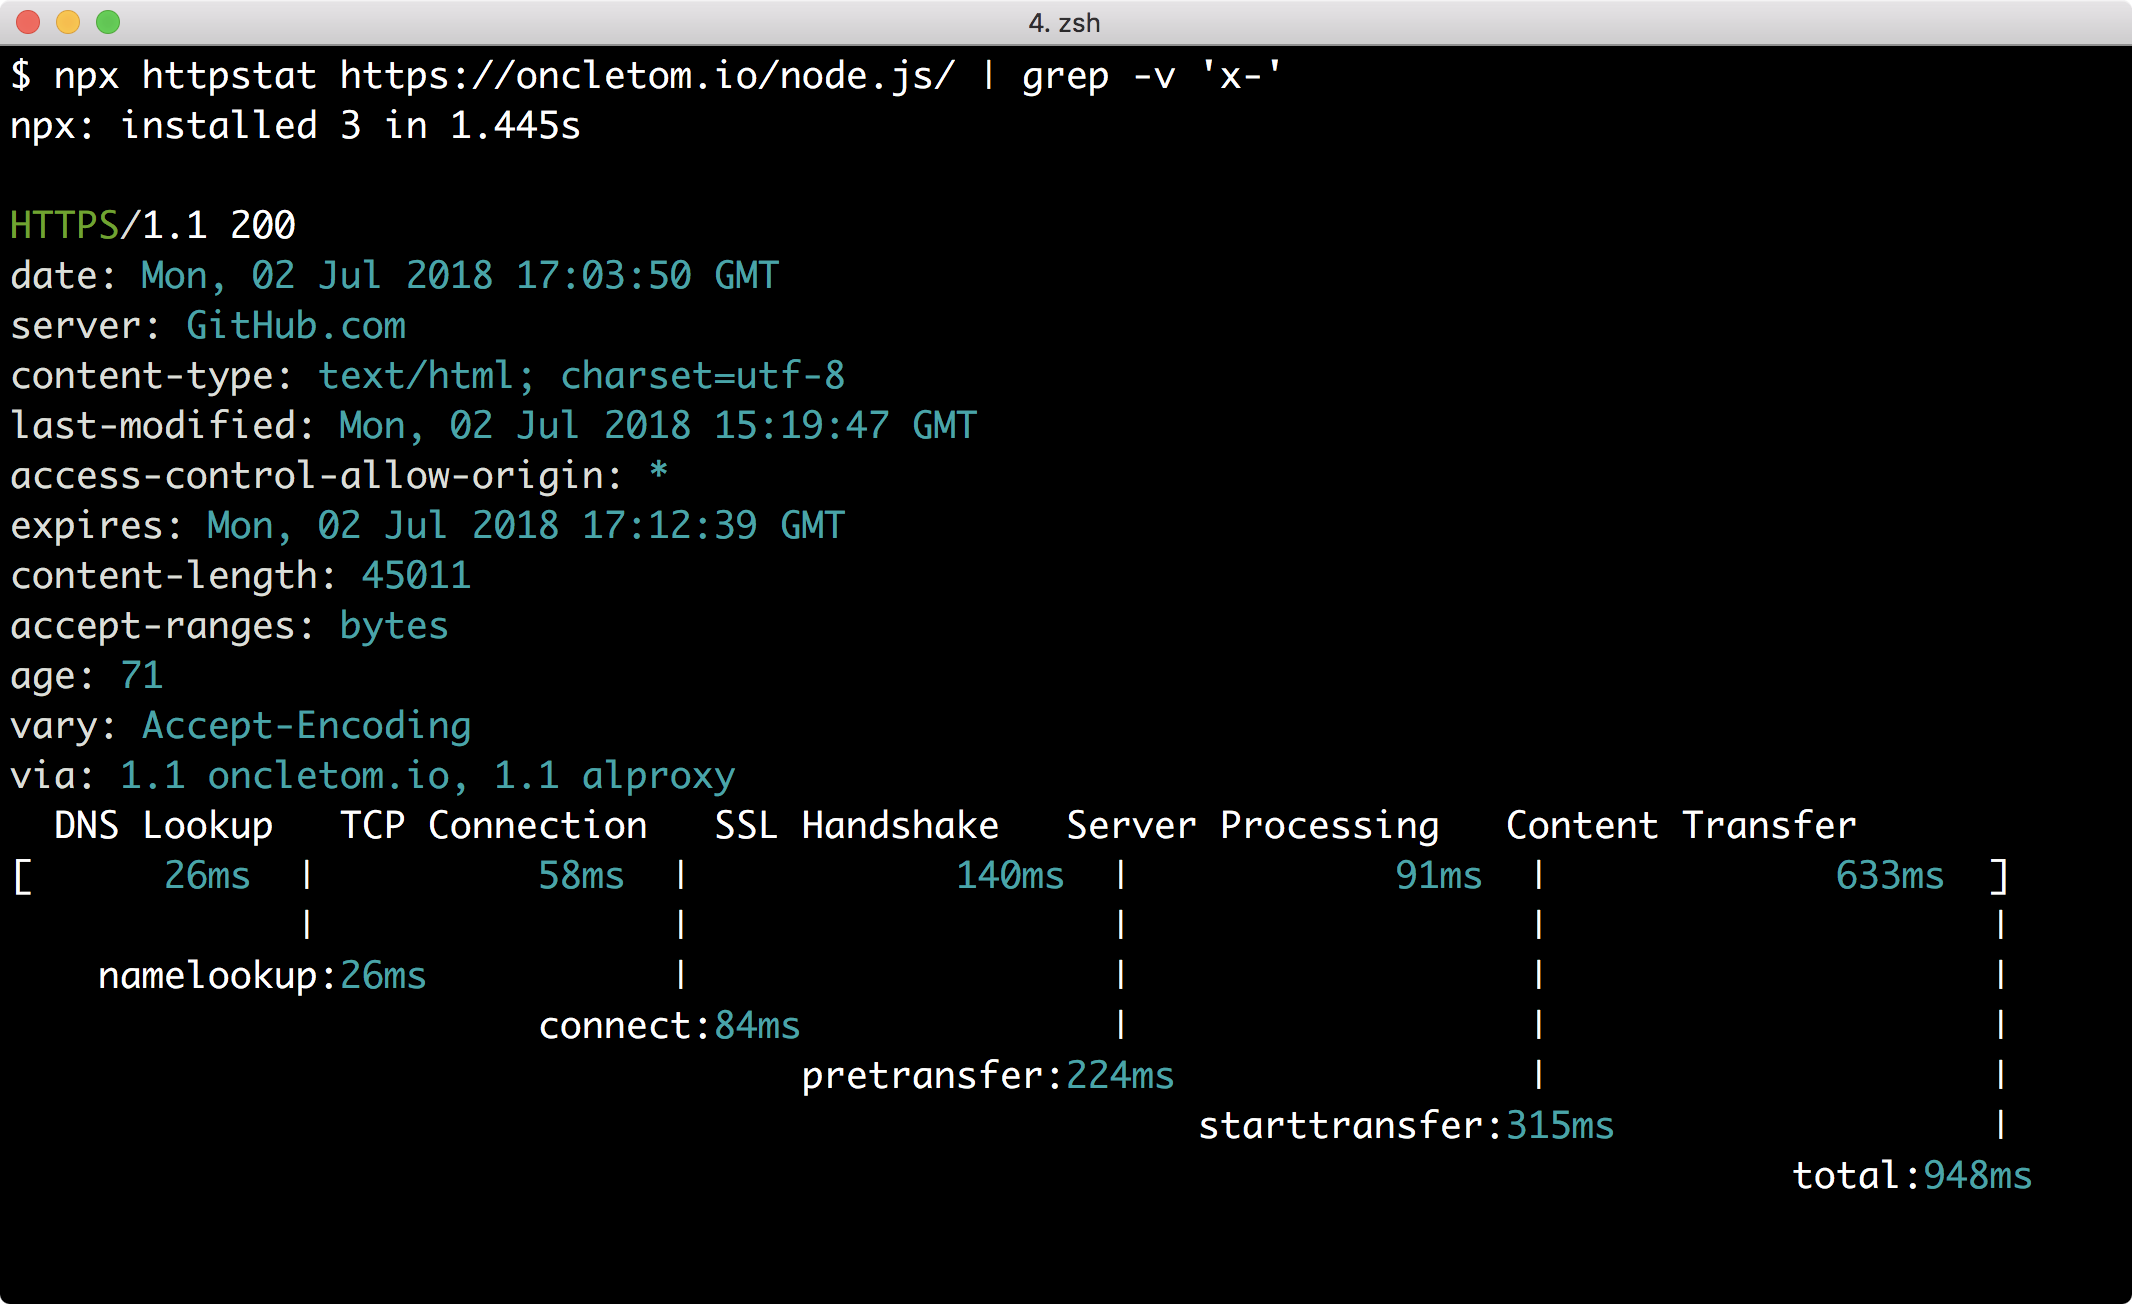 4. zsh
$ npx httpstat https://oncletom.io/node.js/ | grep -v 'x-'
npx: installed 3 in 1.445s
HTTPS/1.1 200
date: Mon, 02 Jul 2018 17:03:50 GMT
server: GitHub.com
content-type: text/html; charset=utf-8
last-modified: Mon, 02 Jul 2018 15:19:47 GMT
access-control-allow-origin: *
expires: Mon, 02 Jul 2018 17:12:39 GMT
content-length: 45011
accept-ranges: bytes
age: 71
vary: Accept-Encoding
via: 1.1 oncletom.io, 1.1 alproxy
  DNS Lookup   TCP Connection   SSL Handshake   Server Processing   Content Transfer
[      26ms  |          58ms  |            140ms  |            91ms  |             633ms  ]
             |                |                   |                  |                    |
    namelookup:26ms           |                   |                  |                    |
                        connect:84ms              |                  |                    |
                                    pretransfer:224ms                |                    |
                                                      starttransfer:315ms                 |
                                                                                 total:948ms